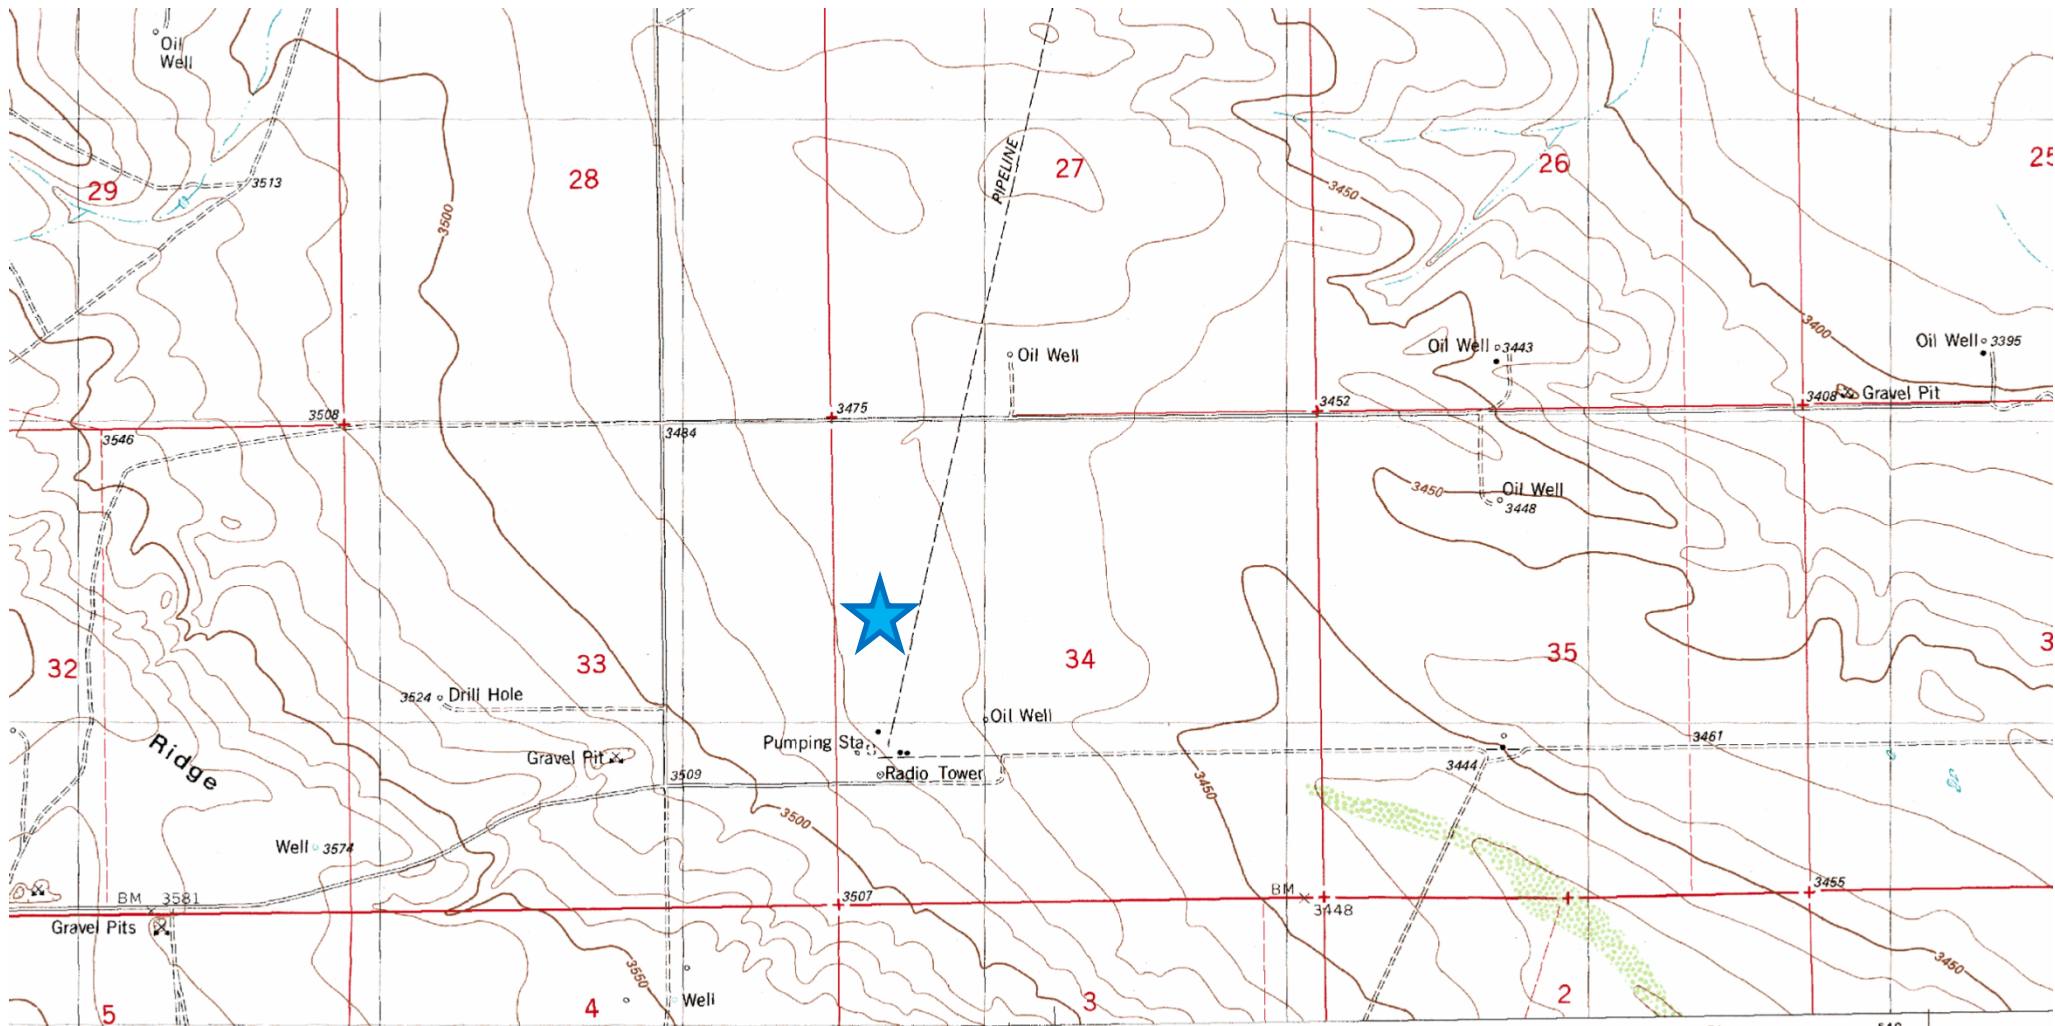 Oil
Well
29
3513
28
3500
PIPELINE
27
3450
26
25
3400
Oil Well
Oil Well 3443
Oil Well 3395
3508
3475
3452
3408
Gravel Pit
3546
3484
3450
Oil Well
3448
32
33
34
35
3
3524 Drill Hole
Ridge
Gravel Pit
Pumping Sta
Oil Well
3461
3509
Radio Tower
3444
3450
3500
Well 3574
BM 3581
3507
BM
3448
3455
Gravel Pits
3550
Well
3450
5
4
3
2